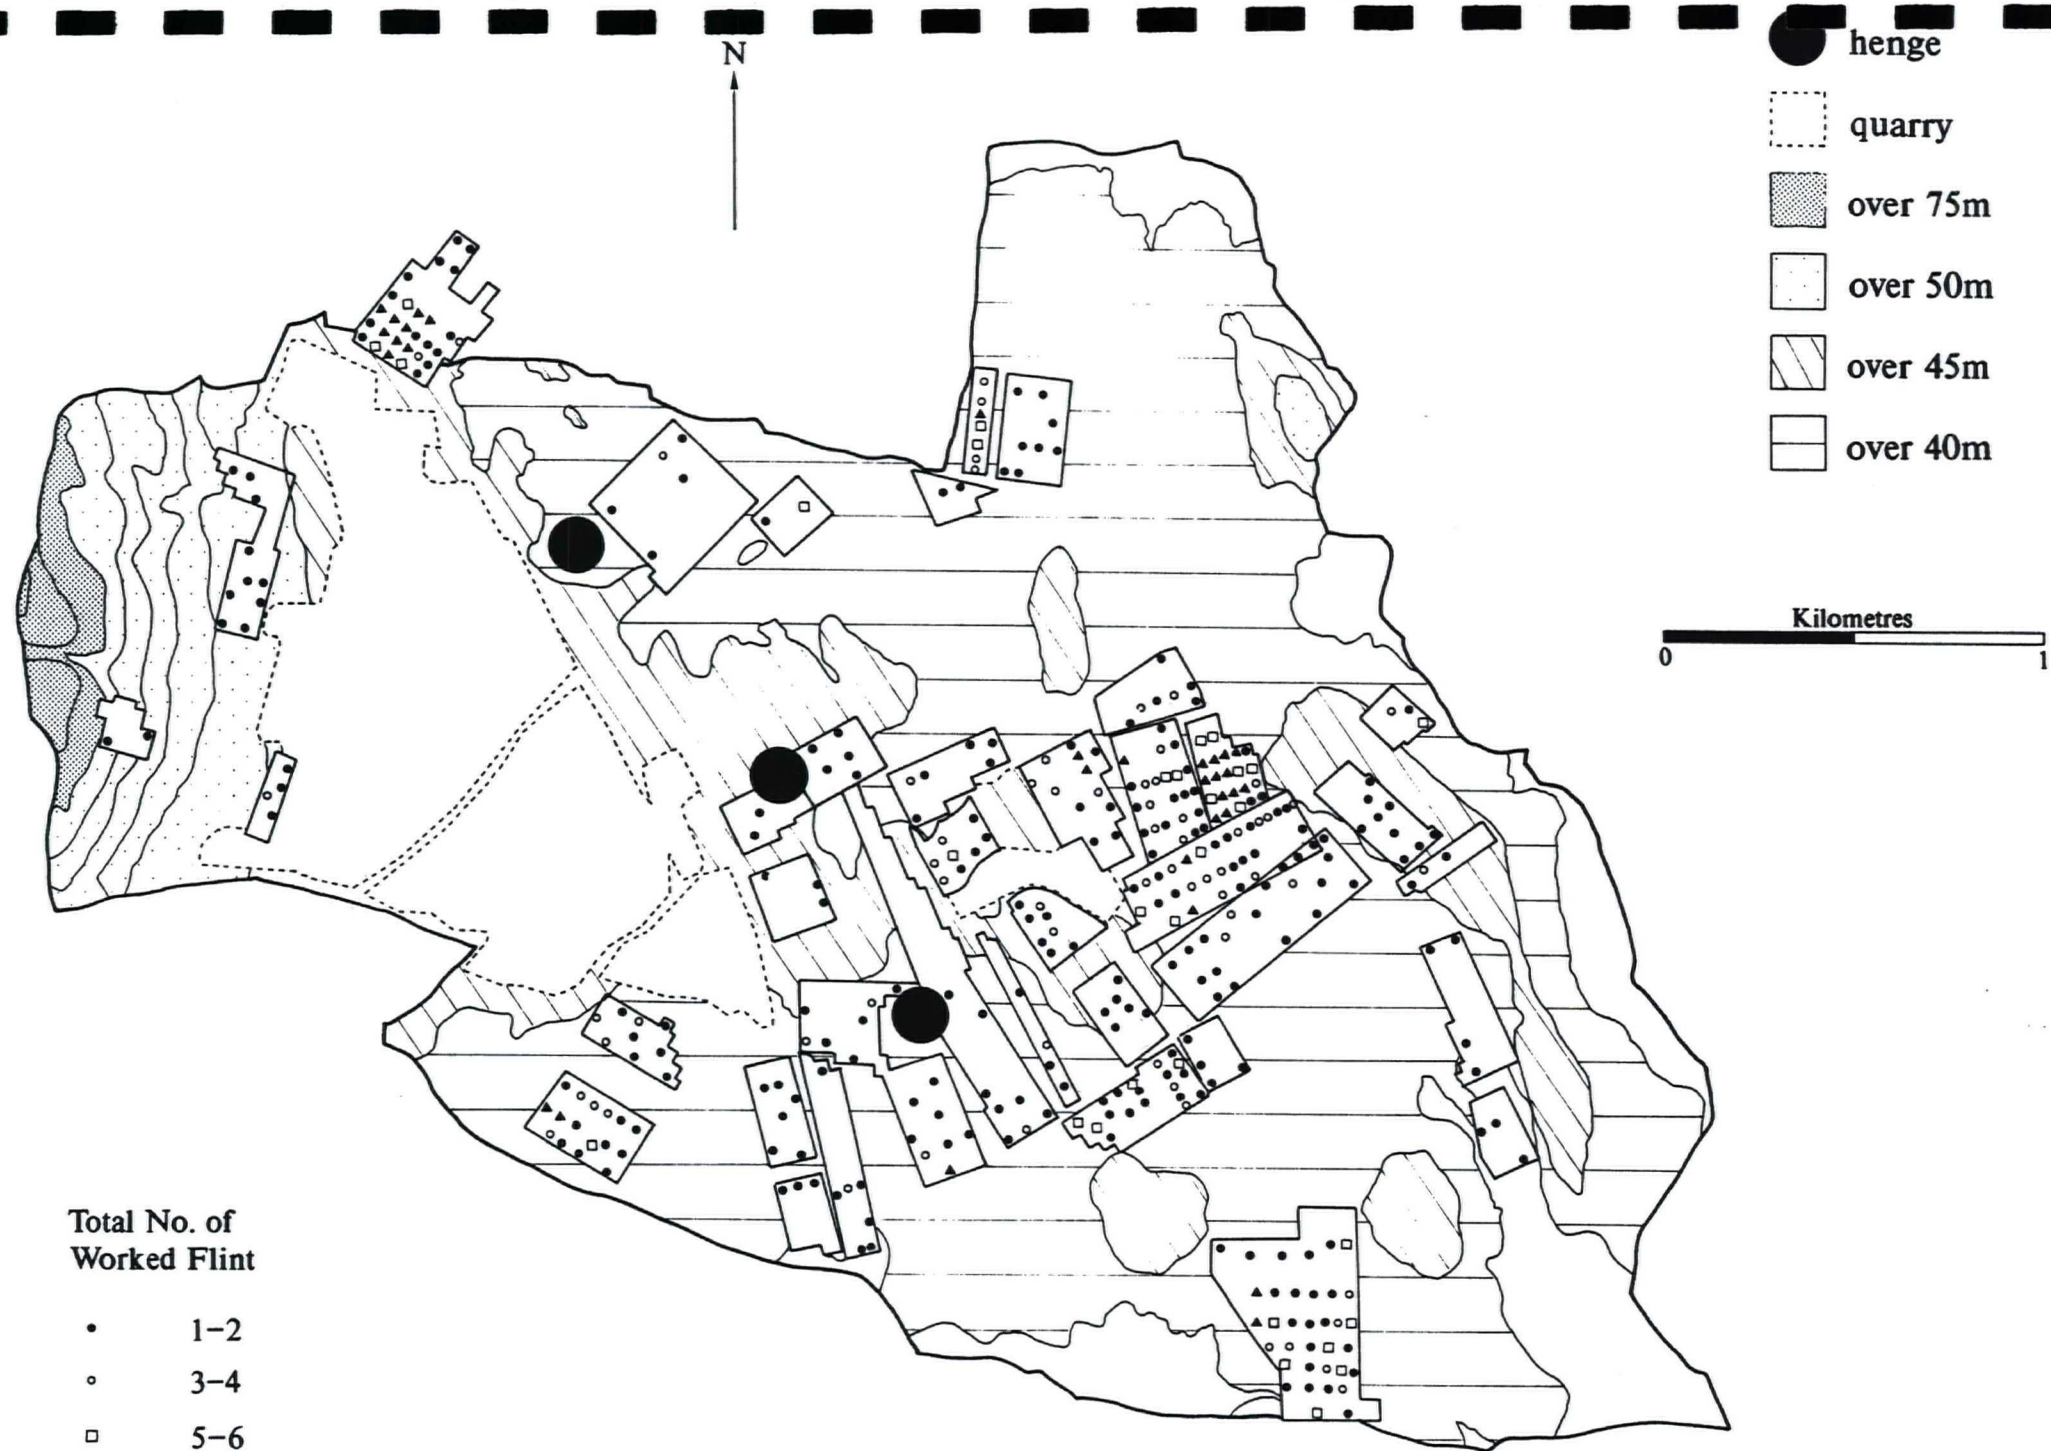 N
henge
quarry
over 75m
over 50m
over 45m
over 40m
Kilometres
0 1
Total No. of
Worked Flint
1–2
3–4
5–6